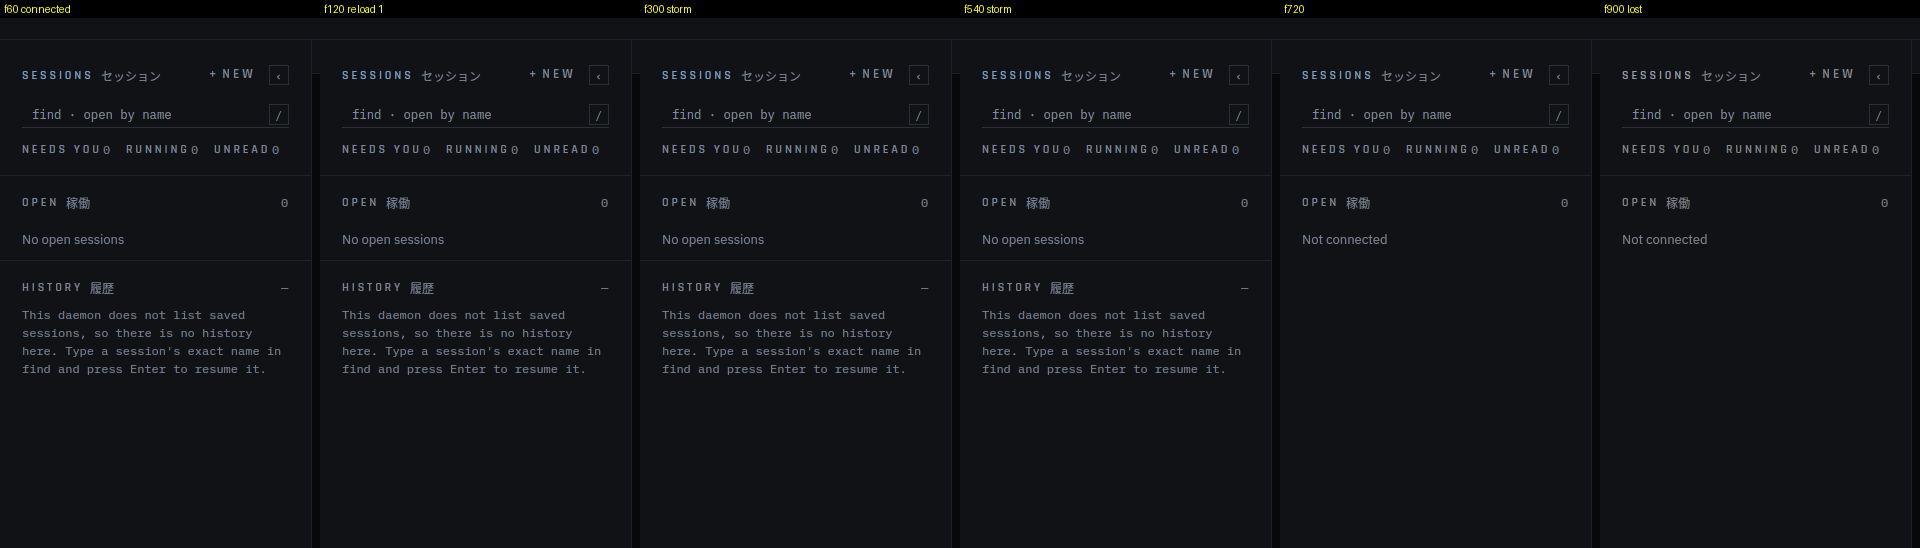 f60 connected
SESSIONS セッション + NEW ‹
find · open by name /
NEEDS YOU 0 RUNNING 0 UNREAD 0
OPEN 稼働 0
No open sessions
HISTORY 履歴 —
This daemon does not list saved
sessions, so there is no history
here. Type a session's exact name in
find and press Enter to resume it.
f120 reload 1
SESSIONS セッション + NEW ‹
find · open by name /
NEEDS YOU 0 RUNNING 0 UNREAD 0
OPEN 稼働 0
No open sessions
HISTORY 履歴 —
This daemon does not list saved
sessions, so there is no history
here. Type a session's exact name in
find and press Enter to resume it.
f300 storm
SESSIONS セッション + NEW ‹
find · open by name /
NEEDS YOU 0 RUNNING 0 UNREAD 0
OPEN 稼働 0
No open sessions
HISTORY 履歴 —
This daemon does not list saved
sessions, so there is no history
here. Type a session's exact name in
find and press Enter to resume it.
f540 storm
SESSIONS セッション + NEW ‹
find · open by name /
NEEDS YOU 0 RUNNING 0 UNREAD 0
OPEN 稼働 0
No open sessions
HISTORY 履歴 —
This daemon does not list saved
sessions, so there is no history
here. Type a session's exact name in
find and press Enter to resume it.
f720
SESSIONS セッション + NEW ‹
find · open by name /
NEEDS YOU 0 RUNNING 0 UNREAD 0
OPEN 稼働 0
Not connected
f900 lost
SESSIONS セッション + NEW ‹
find · open by name /
NEEDS YOU 0 RUNNING 0 UNREAD 0
OPEN 稼働 0
Not connected